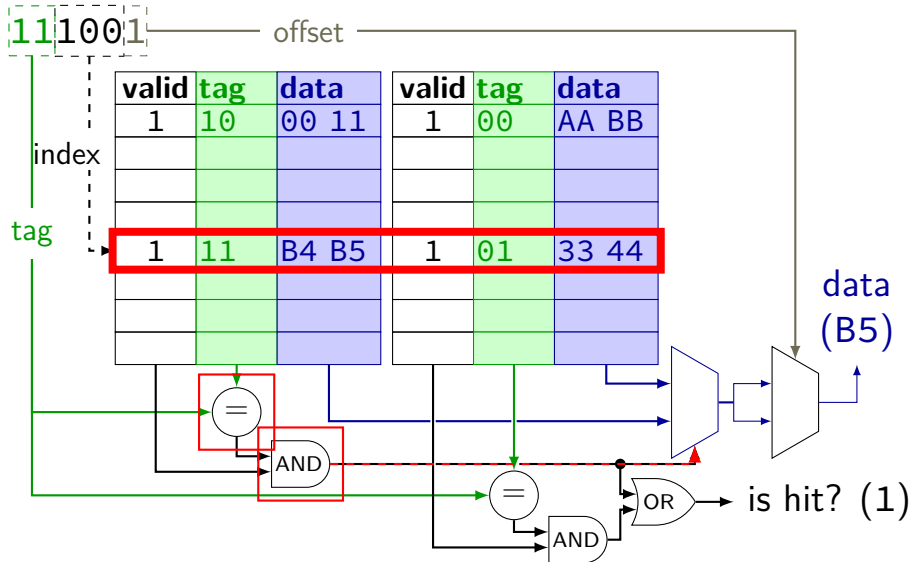 111001 offset
valid tag data valid tag data
1 10 00 11 1 00 AA BB
index
tag
1 11 B4 B5 1 01 33 44
data
(B5)
=
AND
=
OR is hit? (1)
AND